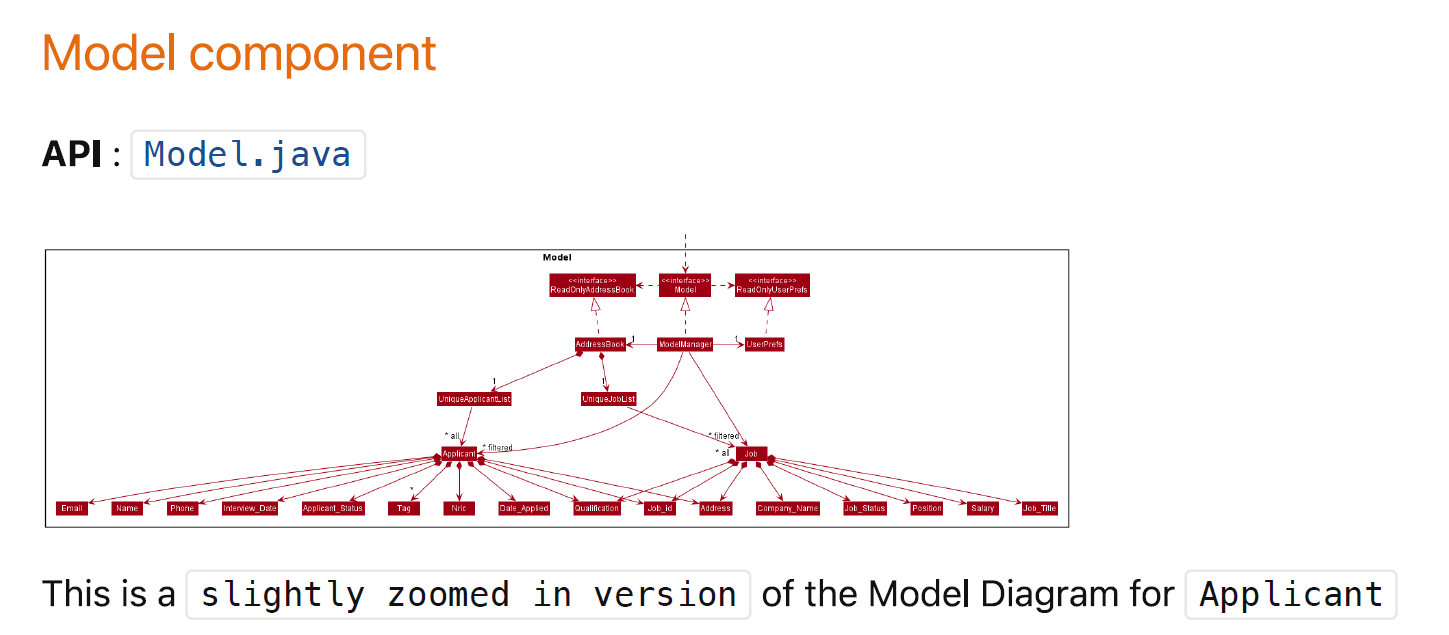 Model component
API : Model.java
Model
<<interface>> ReadOnlyAddressBook
<<interface>> Model
<<interface>> ReadOnlyUserPrefs
AddressBook
1
ModelManager
1
UserPrefs
1
1
UniqueApplicantList
UniqueJobList
* all
* filtered
* filtered
* all
Applicant
Job
*
Email
Name
Phone
Interview_Date
Applicant_Status
Tag
Nric
Date_Applied
Qualification
Job_id
Address
Company_Name
Job_Status
Position
Salary
Job_Title
This is a slightly zoomed in version of the Model Diagram for Applicant